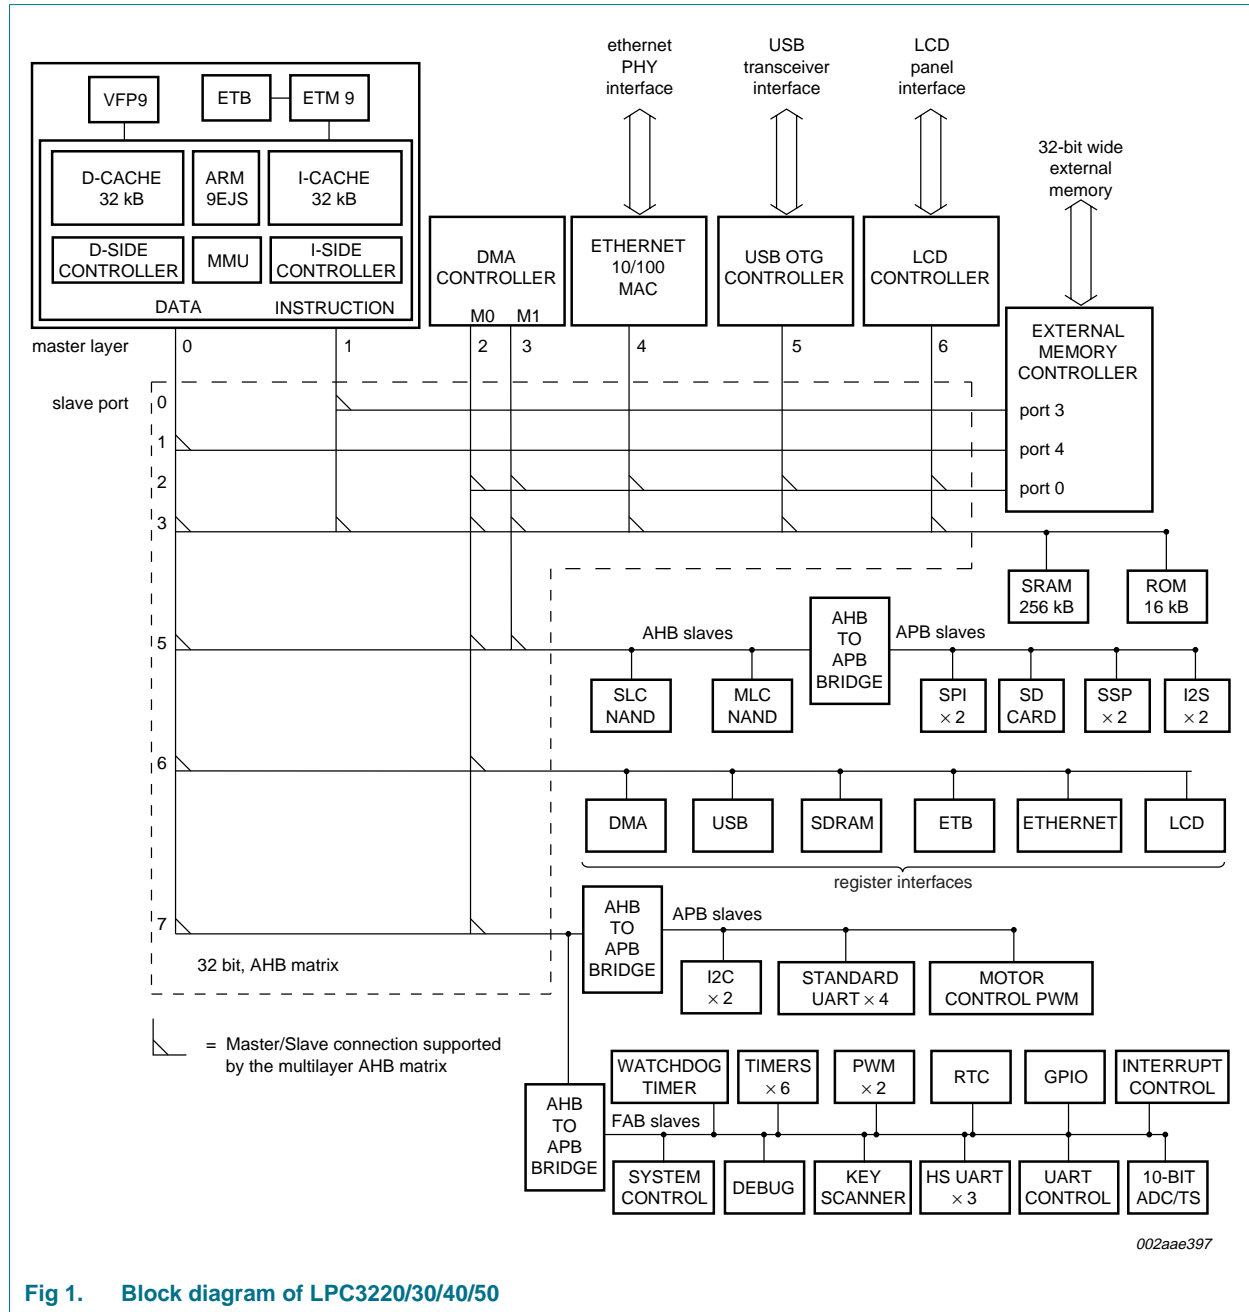 ethernet
PHY
interface
USB
transceiver
interface
LCD
panel
interface
32-bit wide
external
memory
VFP9
ETB
ETM 9
D-CACHE
32 kB
ARM
9EJS
I-CACHE
32 kB
D-SIDE
CONTROLLER
MMU
I-SIDE
CONTROLLER
DATA
INSTRUCTION
DMA
CONTROLLER
M0
M1
ETHERNET
10/100
MAC
USB OTG
CONTROLLER
LCD
CONTROLLER
EXTERNAL
MEMORY
CONTROLLER
port 3
port 4
port 0
master layer
0
1
2
3
4
5
6
slave port
0
1
2
3
5
6
7
SRAM
256 kB
ROM
16 kB
AHB slaves
AHB
TO
APB
BRIDGE
APB slaves
SLC
NAND
MLC
NAND
SPI
× 2
SD
CARD
SSP
× 2
I2S
× 2
DMA
USB
SDRAM
ETB
ETHERNET
LCD
register interfaces
AHB
TO
APB
BRIDGE
APB slaves
I2C
× 2
STANDARD
UART × 4
MOTOR
CONTROL PWM
32 bit, AHB matrix
= Master/Slave connection supported
by the multilayer AHB matrix
AHB
TO
APB
BRIDGE
FAB slaves
WATCHDOG
TIMER
TIMERS
× 6
PWM
× 2
RTC
GPIO
INTERRUPT
CONTROL
SYSTEM
CONTROL
DEBUG
KEY
SCANNER
HS UART
× 3
UART
CONTROL
10-BIT
ADC/TS
002aae397
Fig 1. Block diagram of LPC3220/30/40/50